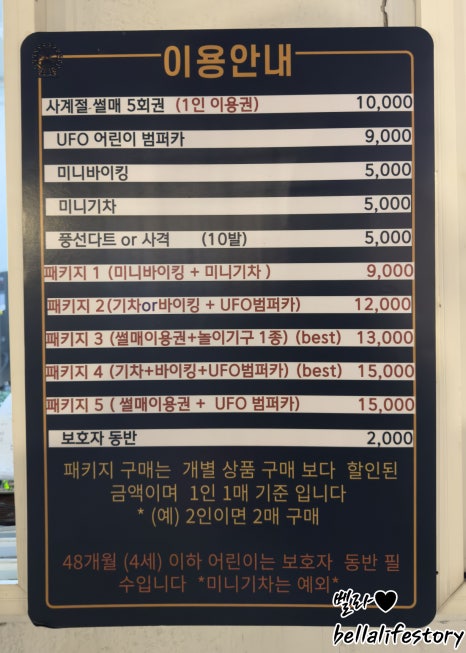 이용안내
사계절 썰매 5회권 (1인 이용권) 10,000
UFO 어린이 범퍼카 9,000
미니바이킹 5,000
미니기차 5,000
풍선다트 or 사격 (10발) 5,000
패키지 1 (미니바이킹 + 미니기차 ) 9,000
패키지 2(기차or바이킹 + UFO범퍼카) 12,000
패키지 3 (썰매이용권+놀이기구 1종) (best) 13,000
패키지 4 (기차+바이킹+UFO범퍼카) (best) 15,000
패키지 5 ( 썰매이용권 + UFO 범퍼카) 15,000
보호자 동반 2,000
패키지 구매는 개별 상품 구매 보다 할인된
금액이며 1인 1매 기준 입니다
* (예) 2인이면 2매 구매
48개월 (4세) 이하 어린이는 보호자 동반 필
수입니다 *미니기차는 예외*
벨라♥
bellalifestory